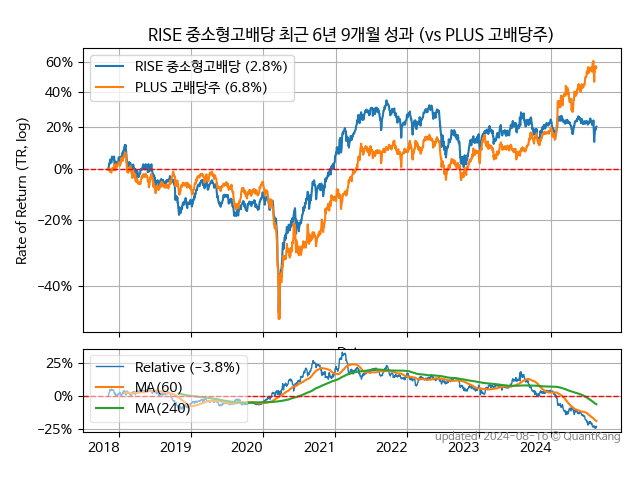 RISE 중소형고배당 최근 6년 9개월 성과 (vs PLUS 고배당주)
Rate of Return (TR, log)
60%
40%
20%
0%
−20%
−40%
RISE 중소형고배당 (2.8%)
PLUS 고배당주 (6.8%)
25%
0%
−25%
Relative (−3.8%)
MA(60)
MA(240)
updated: 2024-08-16 © QuantKang
2018 2019 2020 2021 2022 2023 2024